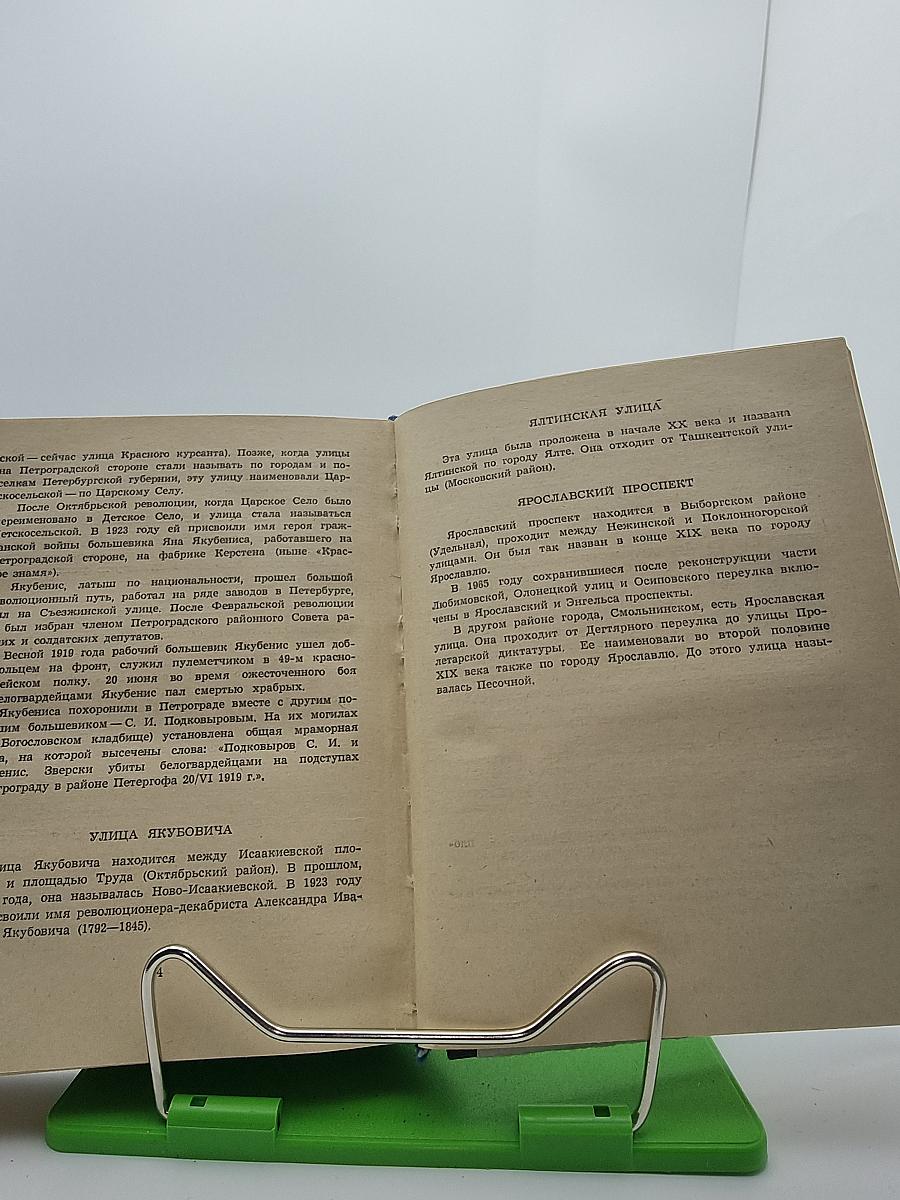 ской — сейчас улица Красного курсанта). Позже, когда улицы
на Петроградской стороне стали называть по городам и по-
селкам Петербургской губернии, эту улицу наименовали Цар-
скосельской — по Царскому Селу.
После Октябрьской революции, когда Царское Село было
ереименовано в Детское Село, и улица стала называться
етскосельской. В 1923 году ей присвоили имя героя граж-
анской войны большевика Яна Якубениса, работавшего на
етроградской стороне, на фабрике Керстена (ныне «Крас-
ое знамя»).
Якубенис, латыш по национальности, прошел большой
волюционный путь, работал на ряде заводов в Петербурге,
л на Съезжинской улице. После Февральской революции
был избран членом Петроградского районного Совета ра-
чих и солдатских депутатов.
Весной 1919 года рабочий большевик Якубенис ушел доб-
ольцем на фронт, служил пулеметчиком в 49-м красно-
ейском полку. 20 июня во время ожесточенного боя
елогвардейцами Якубенис пал смертью храбрых.
Якубениса похоронили в Петрограде вместе с другим по-
шим большевиком — С. И. Подковыровым. На их могилах
Богословском кладбище) установлена общая мраморная
а, на которой высечены слова: «Подковыров С. И. и
енис. Зверски убиты белогвардейцами на подступах
трограду в районе Петергофа 20/VI 1919 г.».
УЛИЦА ЯКУБОВИЧА
ица Якубовича находится между Исаакиевской пло-
и площадью Труда (Октябрьский район). В прошлом,
года, она называлась Ново-Исаакиевской. В 1923 году
своили имя революционера-декабриста Александра Ива-
Якубовича (1792—1845).
4
ЯЛТИНСКАЯ УЛИЦА
Эта улица была проложена в начале XX века и названа
Ялтинской по городу Ялте. Она отходит от Ташкентской ули-
цы (Московский район).
ЯРОСЛАВСКИЙ ПРОСПЕКТ
Ярославский проспект находится в Выборгском районе
(Удельная), проходит между Нежинской и Поклонногорской
улицами. Он был так назван в конце XIX века по городу
Ярославлю.
В 1965 году сохранившиеся после реконструкции части
Любимовской, Олонецкой улиц и Осиповского переулка вклю-
чены в Ярославский и Энгельса проспекты.
В другом районе города, Смольнинском, есть Ярославская
улица. Она проходит от Дегтярного переулка до улицы Про-
летарской диктатуры. Ее наименовали во второй половине
XIX века также по городу Ярославлю. До этого улица назы-
валась Песочной.